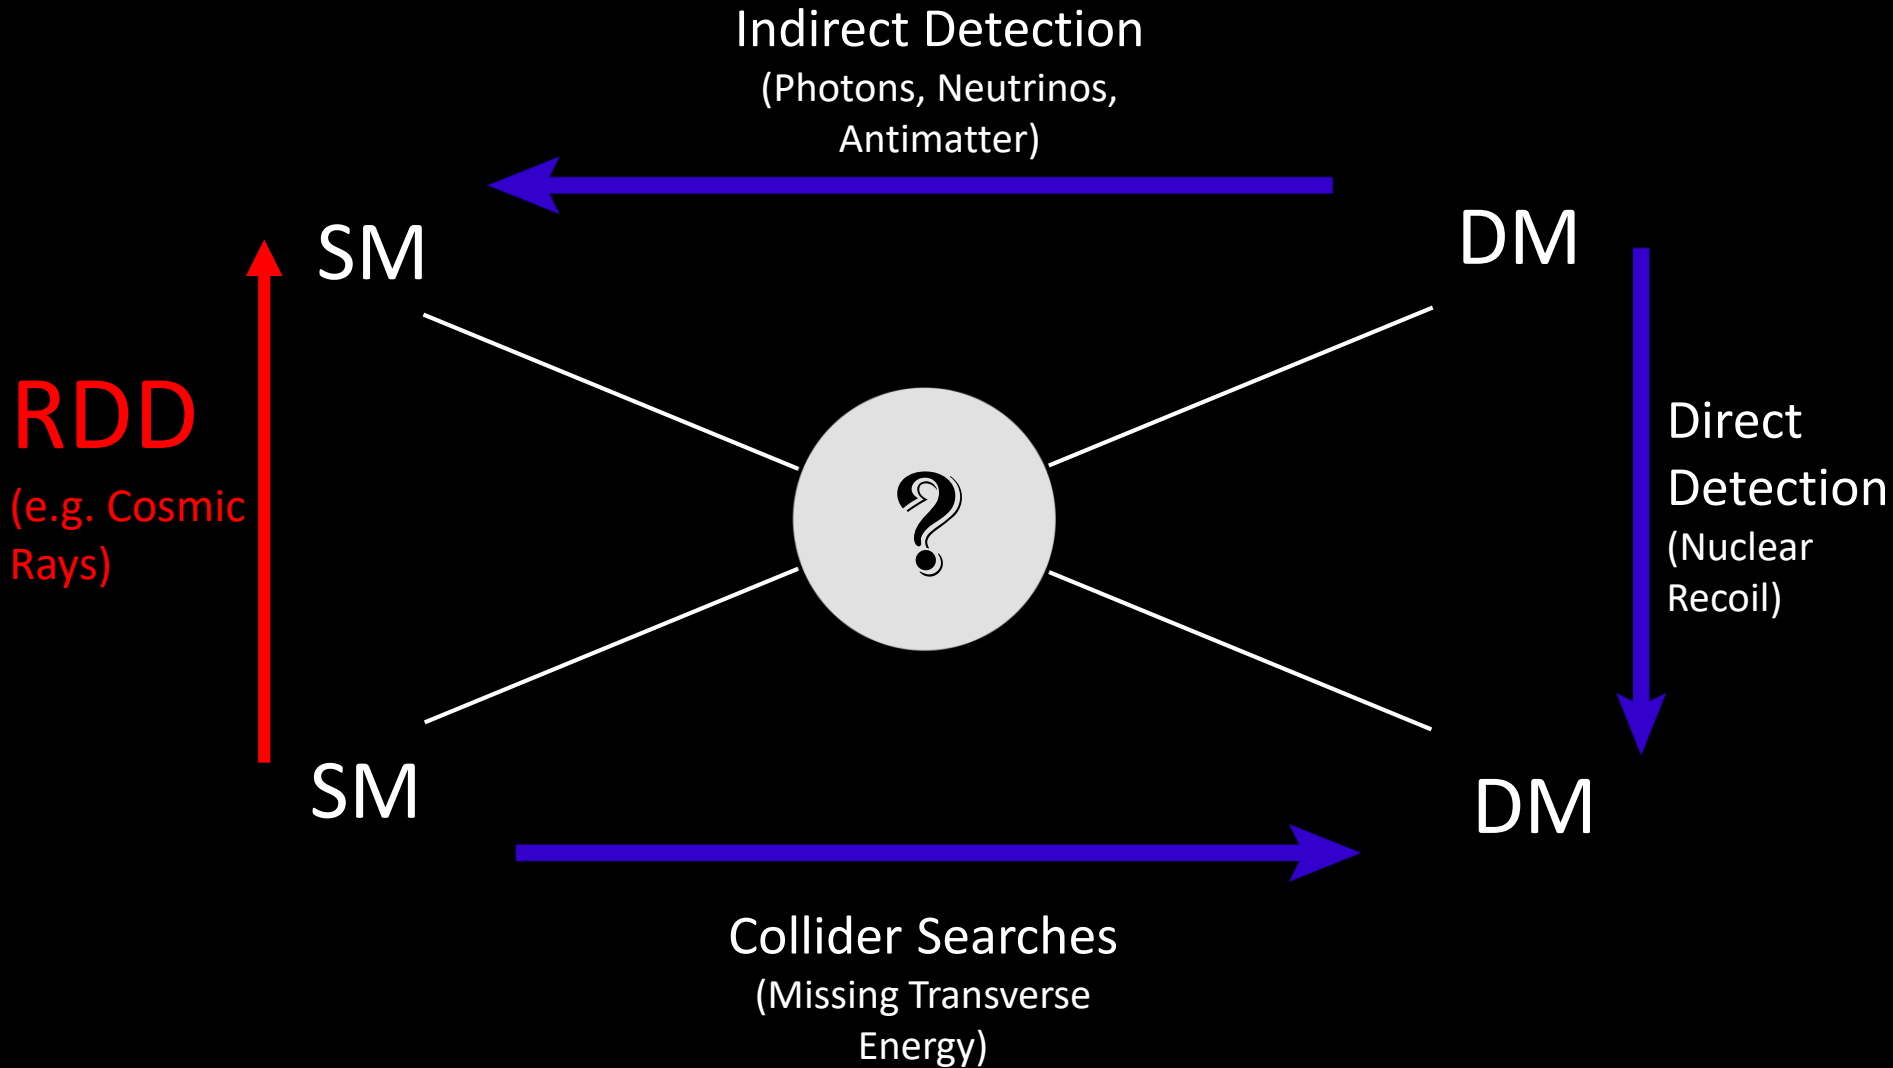 Indirect Detection
(Photons, Neutrinos,
Antimatter)
SM
DM
RDD
(e.g. Cosmic
Rays)
?
Direct
Detection
(Nuclear
Recoil)
SM
DM
Collider Searches
(Missing Transverse
Energy)